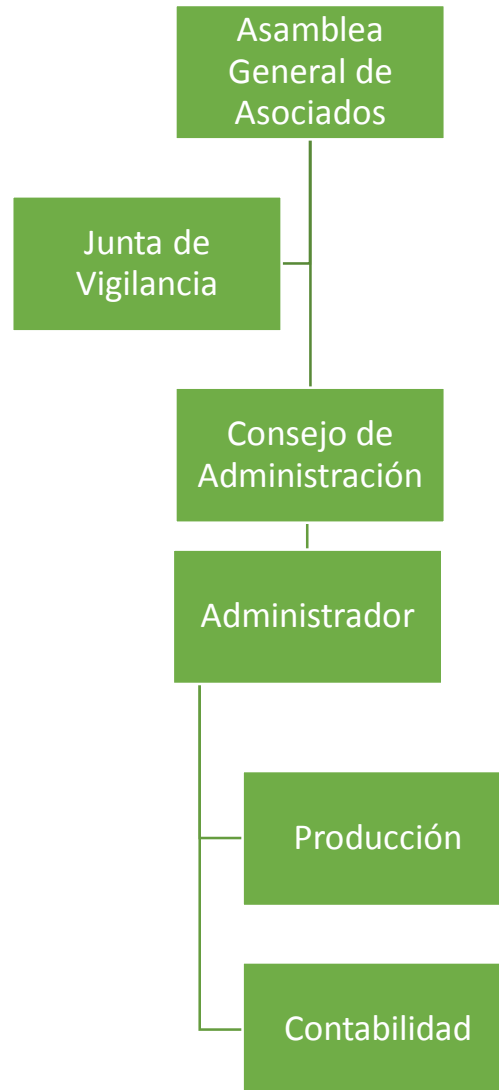 Asamblea
General de
Asociados
Junta de
Vigilancia
Consejo de
Administración
Administrador
Producción
Contabilidad